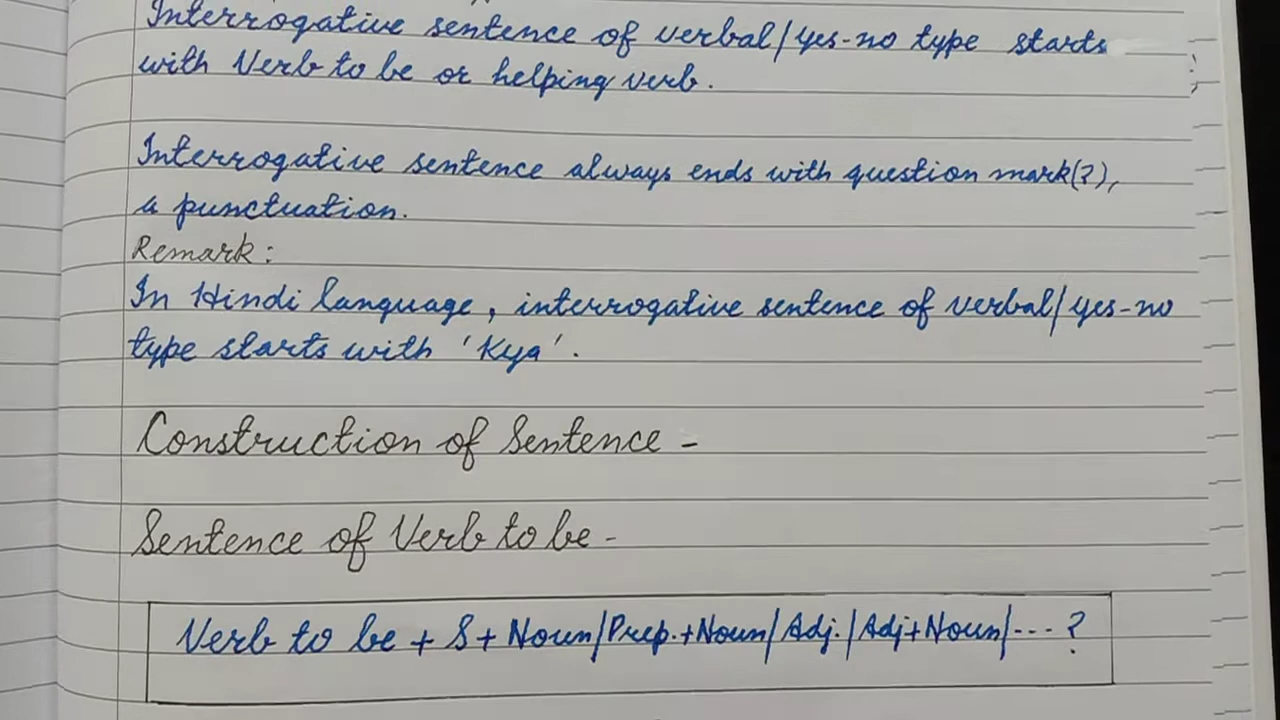 Interrogative sentence of verbal/yes-no type starts
with Verb to be or helping verb.
Interrogative sentence always ends with question mark(?),
a punctuation.
Remark:
In Hindi language, interrogative sentence of verbal/yes-no
type starts with 'Kya'.
Construction of Sentence -
Sentence of Verb to be -
Verb to be + S + Noun/Prep.+Noun/Adj./Adj+Noun/--- ?